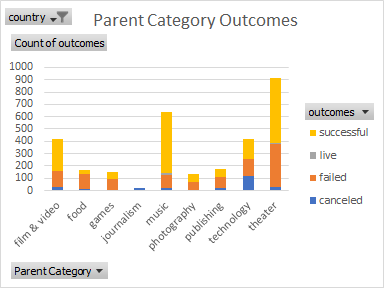 country
Parent Category Outcomes
Count of outcomes
1000
900
800
700
600
500
400
300
200
100
0
film & video
food
games
journalism
music
photography
publishing
technology
theater
outcomes
successful
live
failed
canceled
Parent Category